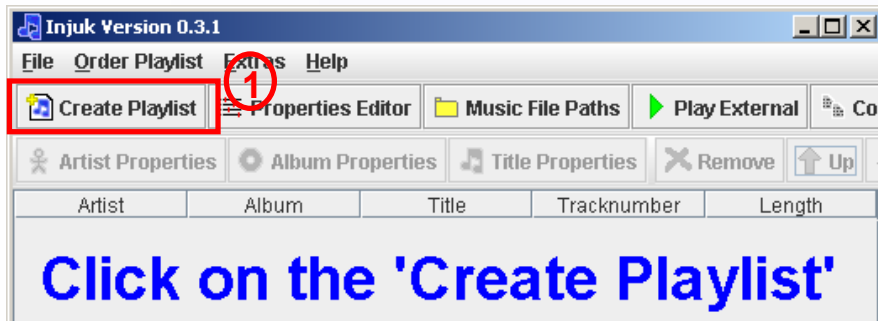 Injuk Version 0.3.1
File Order Playlist Extras Help
1
Create Playlist Properties Editor Music File Paths Play External Co
Artist Properties Album Properties Title Properties Remove Up
Artist Album Title Tracknumber Length
Click on the 'Create Playlist'